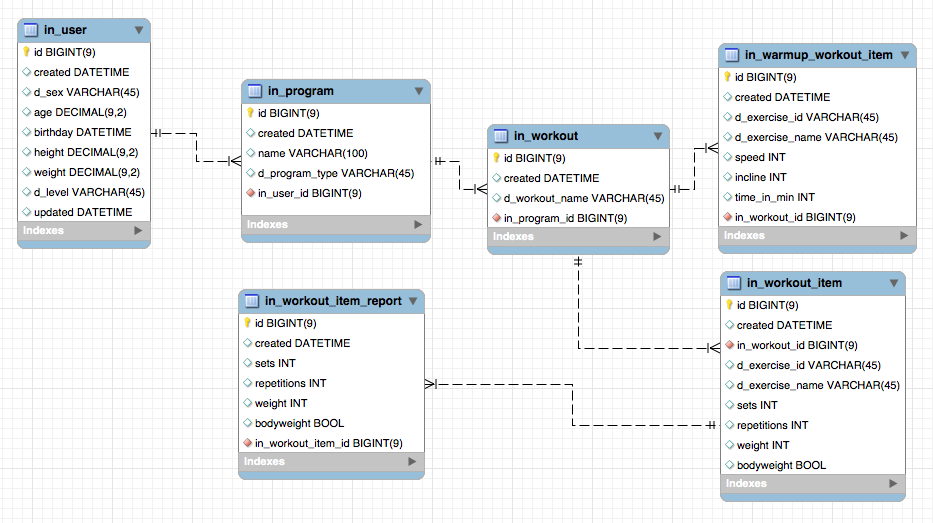 in_user
id BIGINT(9)
created DATETIME
d_sex VARCHAR(45)
age DECIMAL(9,2)
birthday DATETIME
height DECIMAL(9,2)
weight DECIMAL(9,2)
d_level VARCHAR(45)
updated DATETIME
Indexes
in_program
id BIGINT(9)
created DATETIME
name VARCHAR(100)
d_program_type VARCHAR(45)
in_user_id BIGINT(9)
Indexes
in_workout
id BIGINT(9)
created DATETIME
d_workout_name VARCHAR(45)
in_program_id BIGINT(9)
Indexes
in_warmup_workout_item
id BIGINT(9)
created DATETIME
d_exercise_id VARCHAR(45)
d_exercise_name VARCHAR(45)
speed INT
incline INT
time_in_min INT
in_workout_id BIGINT(9)
Indexes
in_workout_item_report
id BIGINT(9)
created DATETIME
sets INT
repetitions INT
weight INT
bodyweight BOOL
in_workout_item_id BIGINT(9)
Indexes
in_workout_item
id BIGINT(9)
created DATETIME
in_workout_id BIGINT(9)
d_exercise_id VARCHAR(45)
d_exercise_name VARCHAR(45)
sets INT
repetitions INT
weight INT
bodyweight BOOL
Indexes